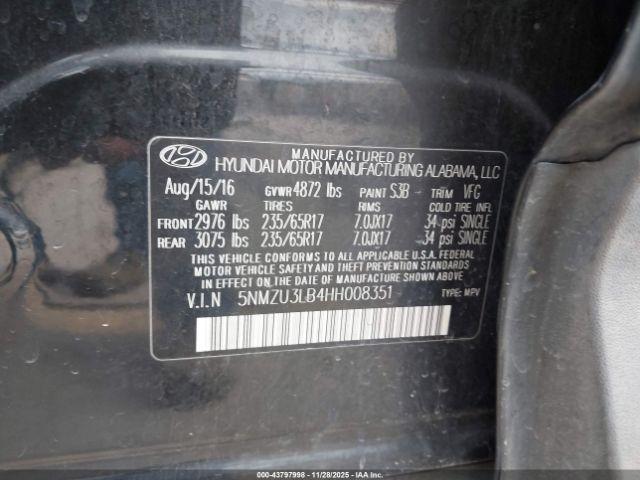 MANUFACTURED BY
HYUNDAI MOTOR MANUFACTURING ALABAMA, LLC
Aug/15/16 GVWR 4872 lbs PAINT S3B TRIM VFG
GAWR TIRES RIMS COLD TIRE INFL.
FRONT 2976 lbs 235/65R17 7.0JX17 34 psi SINGLE
REAR 3075 lbs 235/65R17 7.0JX17 34 psi SINGLE
THIS VEHICLE CONFORMS TO ALL APPLICABLE U.S.A. FEDERAL
MOTOR VEHICLE SAFETY AND THEFT PREVENTION STANDARDS
IN EFFECT ON THE DATE OF MANUFACTURE SHOWN ABOVE.
V.I.N 5NMZU3LB4HH008351 TYPE: MPV
© 43797998 - 11/28/2025 - IAA Inc.